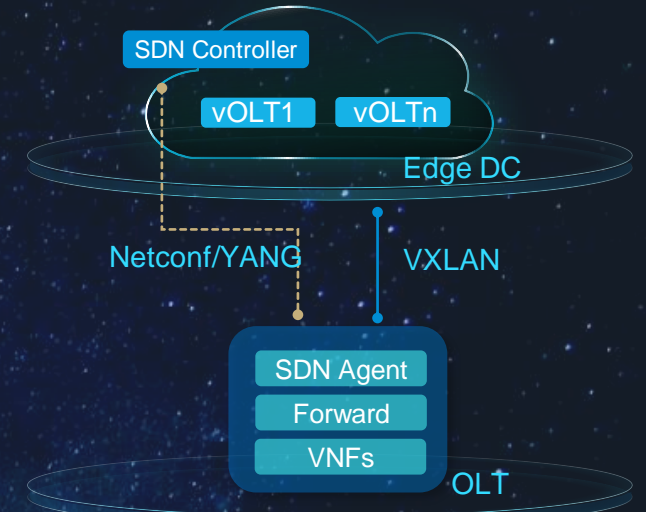 SDN Controller
vOLT1
vOLTn
Edge DC
Netconf/YANG
VXLAN
SDN Agent
Forward
VNFs
OLT